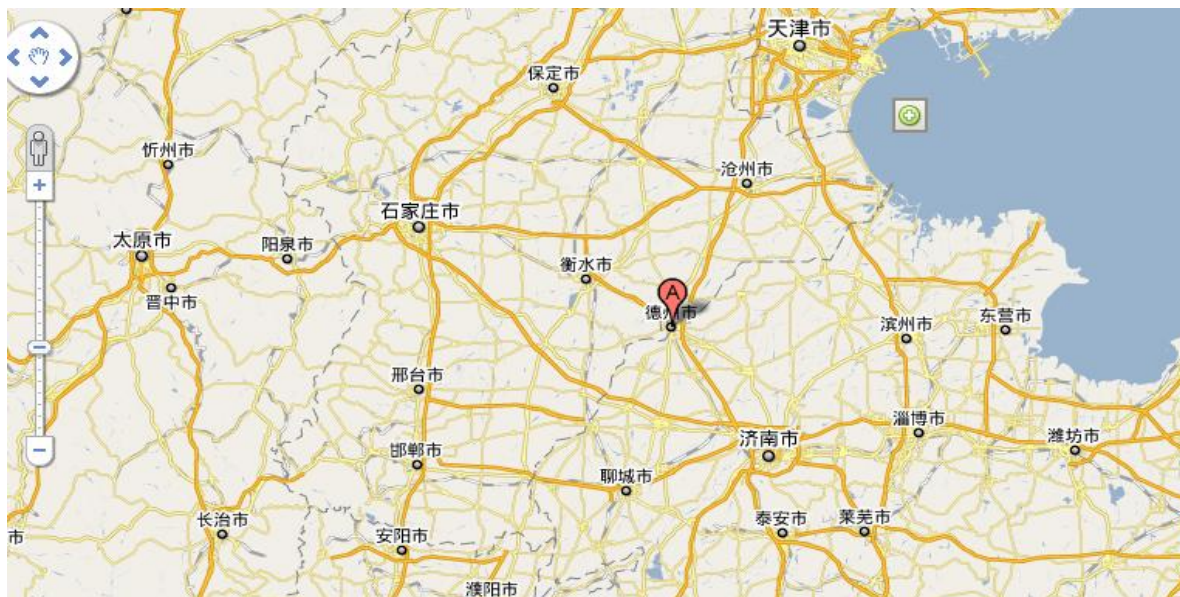 天津市
保定市
忻州市
沧州市
石家庄市
太原市
阳泉市
衡水市
晋中市
A
德州市
东营市
滨州市
邢台市
淄博市
济南市
潍坊市
邯郸市
聊城市
长治市
泰安市
莱芜市
安阳市
市
濮阳市